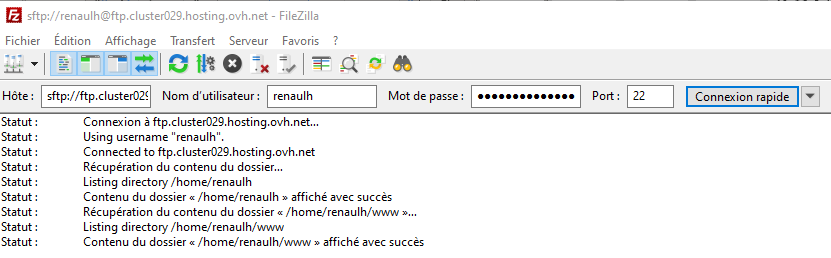 sftp://renaulh@ftp.cluster029.hosting.ovh.net - FileZilla
Fichier Édition Affichage Transfert Serveur Favoris ?
Hôte : sftp://ftp.cluster029 Nom d'utilisateur : renaulh Mot de passe : ●●●●●●●●●●●●●● Port : 22 Connexion rapide
Statut : Connexion à ftp.cluster029.hosting.ovh.net...
Statut : Using username "renaulh".
Statut : Connected to ftp.cluster029.hosting.ovh.net
Statut : Récupération du contenu du dossier...
Statut : Listing directory /home/renaulh
Statut : Contenu du dossier « /home/renaulh » affiché avec succès
Statut : Récupération du contenu du dossier « /home/renaulh/www »...
Statut : Listing directory /home/renaulh/www
Statut : Contenu du dossier « /home/renaulh/www » affiché avec succès